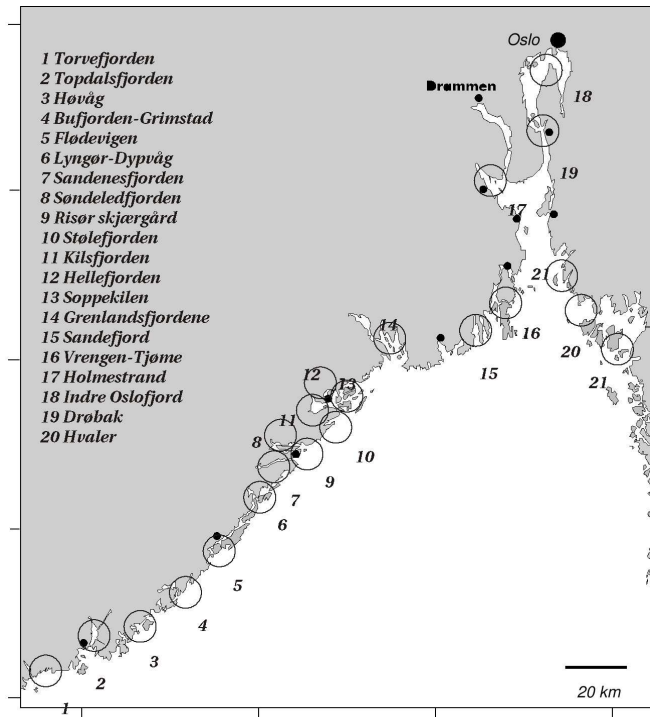 Oslo
1 Torvefjorden
2 Topdalsfjorden
3 Høvåg
4 Bufjorden-Grimstad
5 Flødevigen
6 Lyngør-Dypvåg
7 Sandenesfjorden
8 Søndeledfjorden
9 Risør skjærgård
10 Stølefjorden
11 Kilsfjorden
12 Hellefjorden
13 Soppekilen
14 Grenlandsfjordene
15 Sandefjord
16 Vrengen-Tjøme
17 Holmestrand
18 Indre Oslofjord
19 Drøbak
20 Hvaler
Drammen
18
19
17
21
14
16
20
15
21
12
13
11
8
10
9
7
6
5
4
3
2
1
20 km